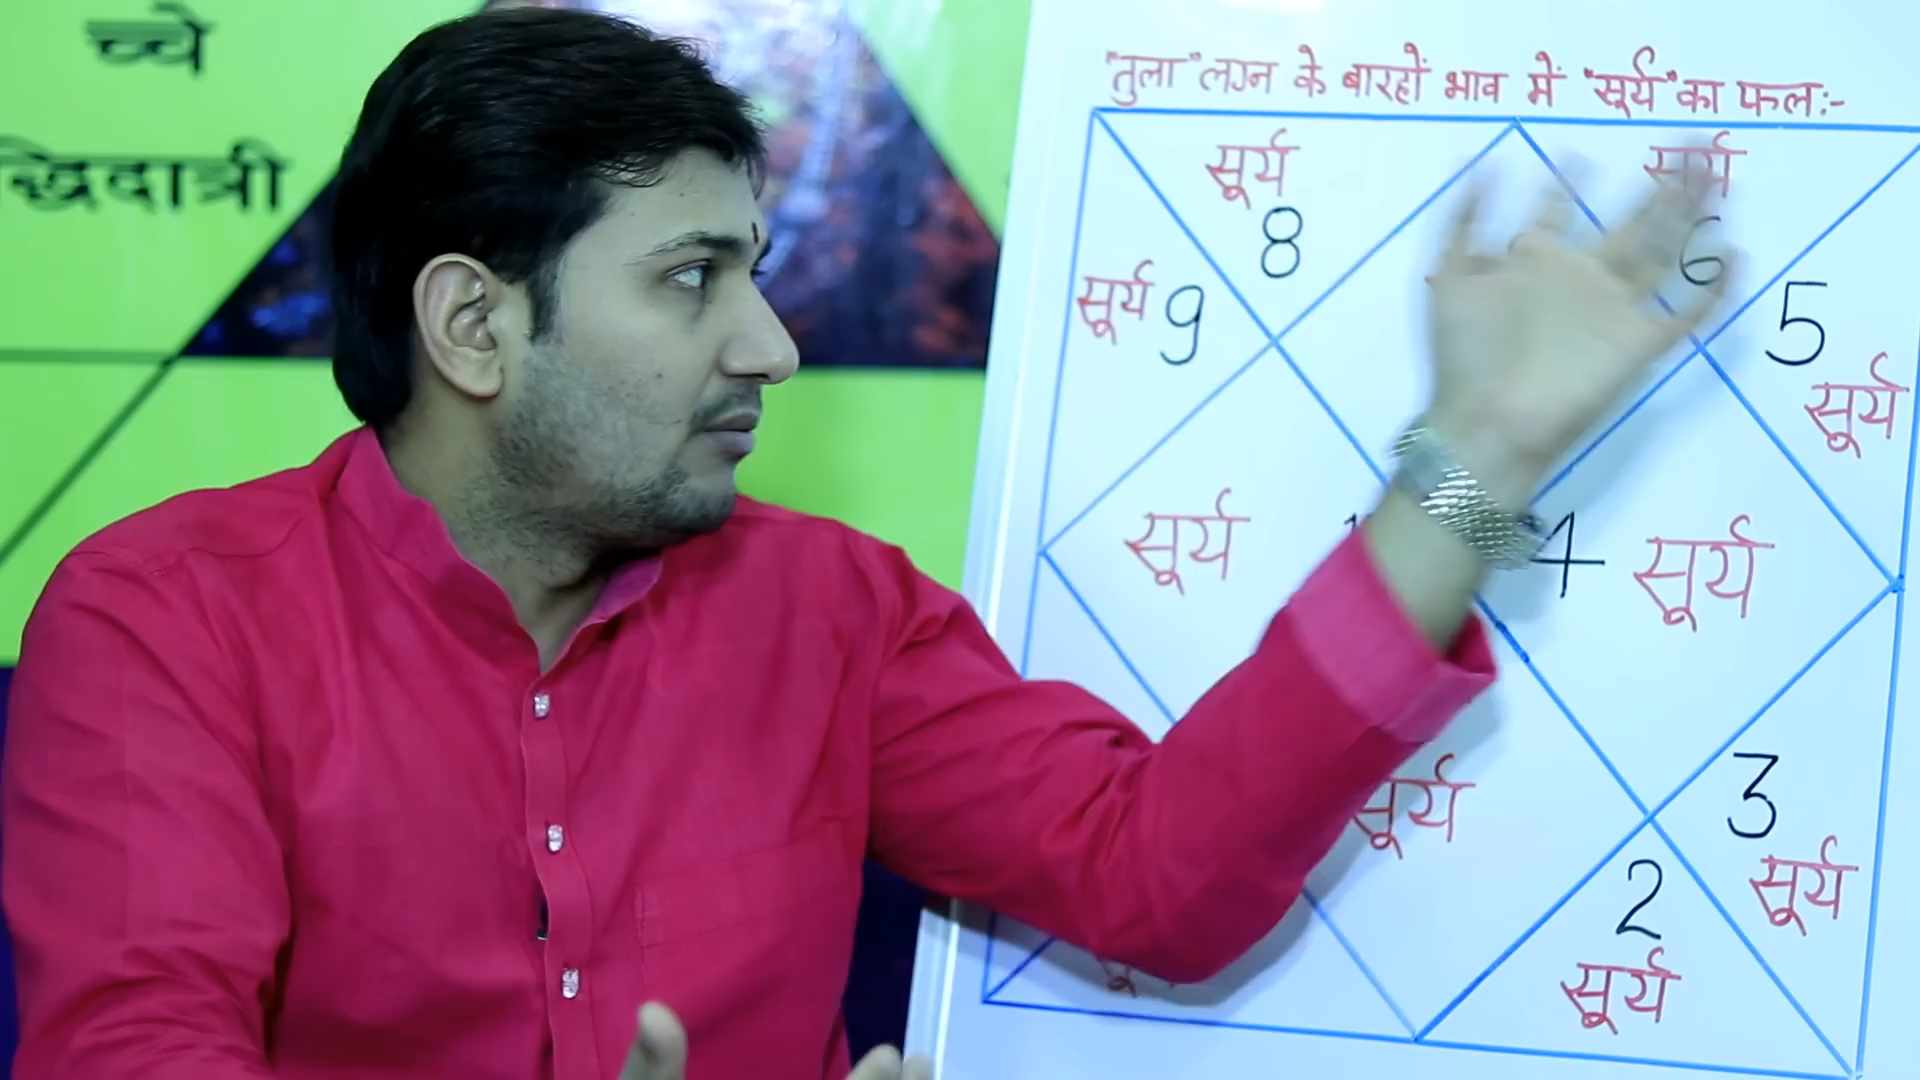 च्चे
द्धिदात्री
"तुला" लग्न के बारहों भाव में "सूर्य" का फल:-
सूर्य
सूर्य
8
6
सूर्य 9
5
सूर्य
सूर्य
4 सूर्य
सूर्य
3
सूर्य
2
सूर्य